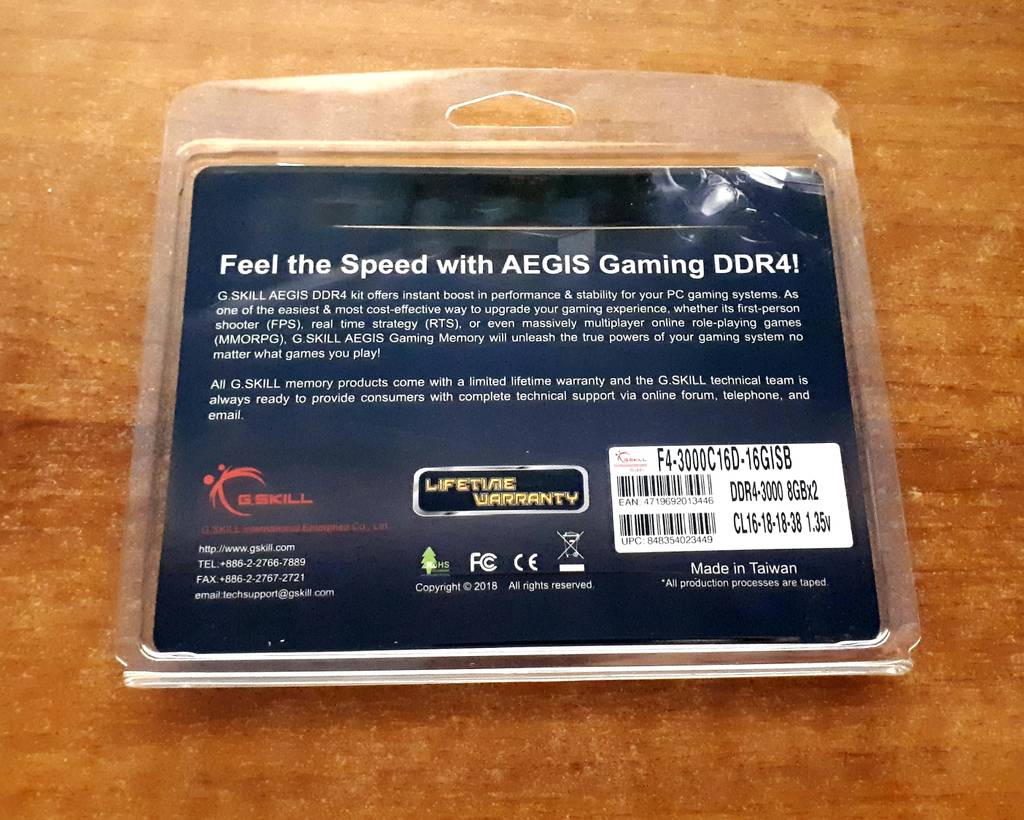 Feel the Speed with AEGIS Gaming DDR4!
G.SKILL AEGIS DDR4 kit offers instant boost in performance & stability for your PC gaming systems. As
one of the easiest & most cost-effective way to upgrade your gaming experience, whether its first-person
shooter (FPS), real time strategy (RTS), or even massively multiplayer online role-playing games
(MMORPG), G.SKILL AEGIS Gaming Memory will unleash the true powers of your gaming system no
matter what games you play!
All G.SKILL memory products come with a limited lifetime warranty and the G.SKILL technical team is
always ready to provide consumers with complete technical support via online forum, telephone, and
email.
G.SKILL
G.SKILL International Enterprise Co., Ltd.
http://www.gskill.com
TEL:+886-2-2766-7889
FAX:+886-2-2767-2721
email:techsupport@gskill.com
LIFETIME
WARRANTY
RoHS FC CE
Copyright © 2018 All rights reserved.
G.SKILL
F4-3000C16D-16GISB
DDR4-3000 8GBx2
EAN: 4719692013446
CL16-18-18-38 1.35v
UPC: 848354023449
Made in Taiwan
*All production processes are taped.